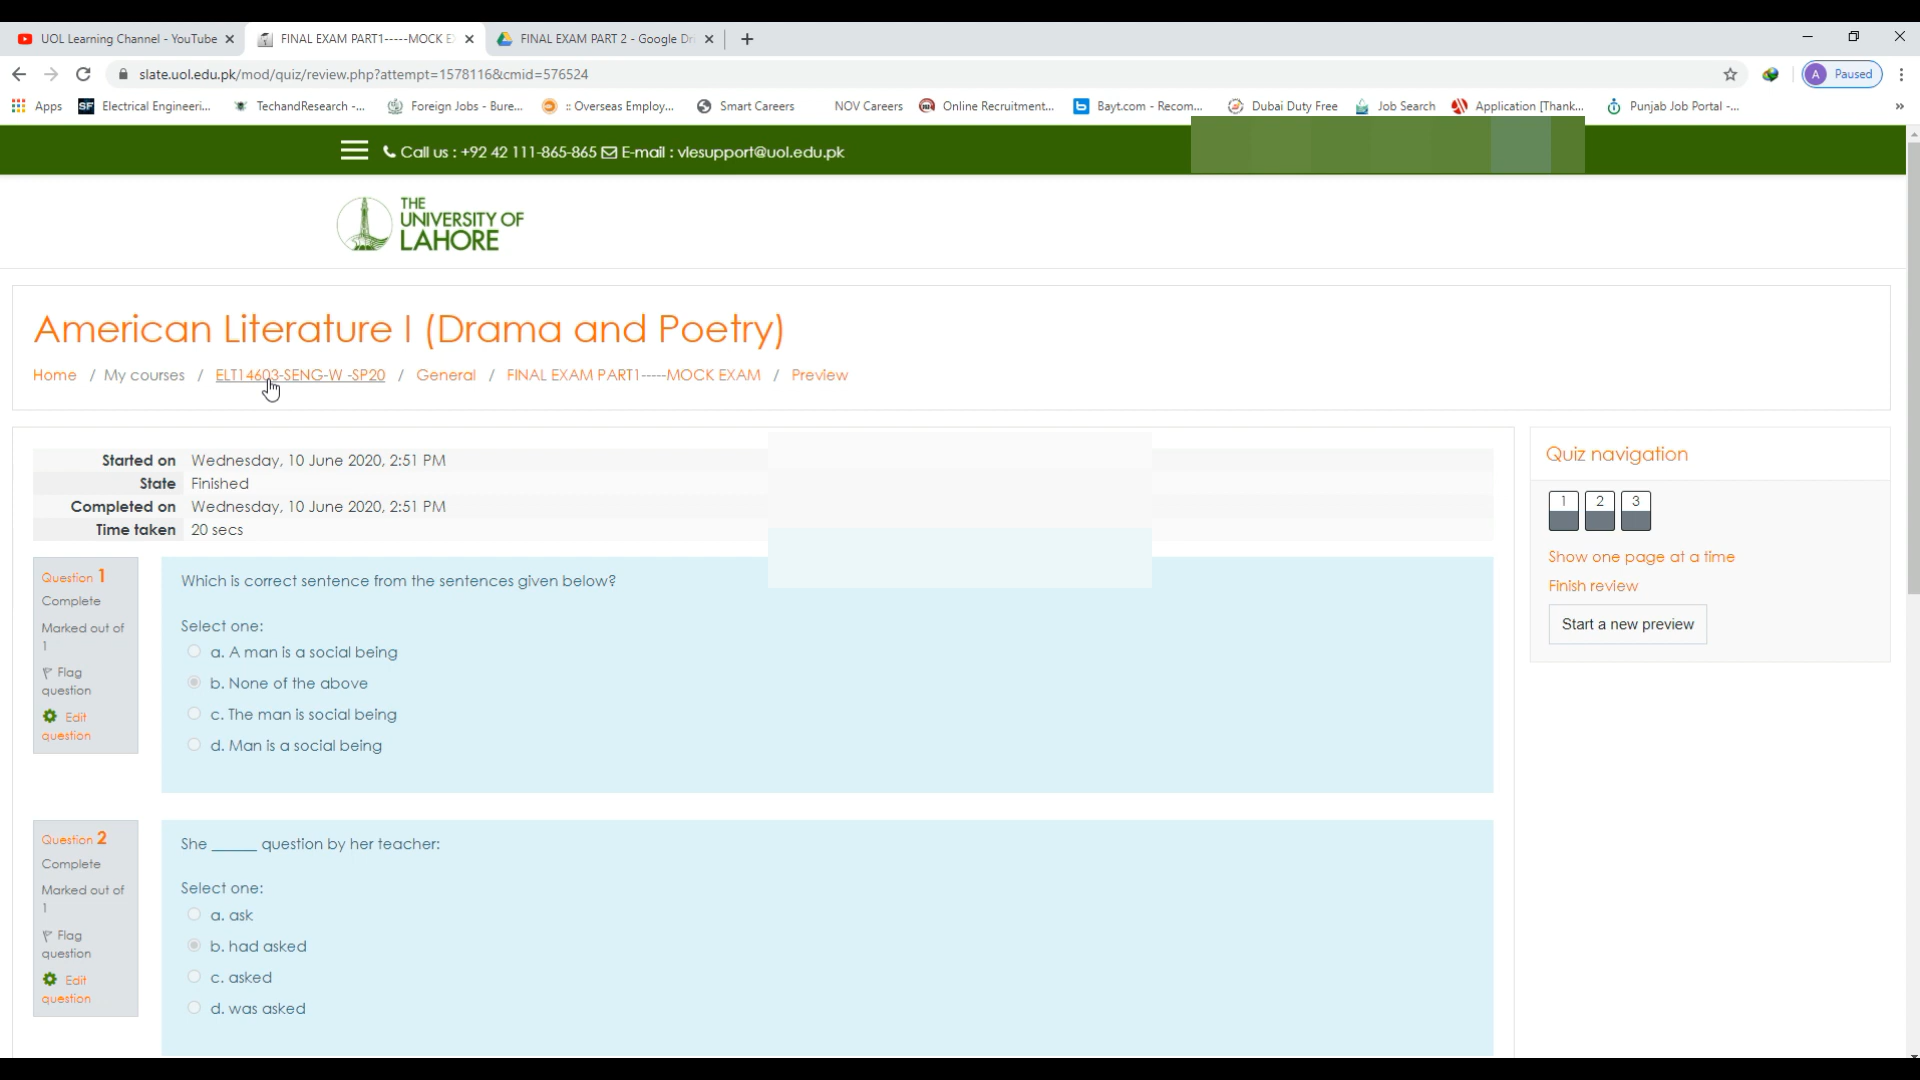 UOL Learning Channel - YouTube
FINAL EXAM PART1-----MOCK E
FINAL EXAM PART 2 - Google Dri
slate.uol.edu.pk/mod/quiz/review.php?attempt=1578116&cmid=576524
A Paused
Apps
SF Electrical Engineeri...
TechandResearch -...
Foreign Jobs - Bure...
:: Overseas Employ...
Smart Careers
NOV Careers
Online Recruitment...
b Bayt.com - Recom...
Dubai Duty Free
Job Search
Application [Thank...
Punjab Job Portal -...
»
Call us : +92 42 111-865-865 E-mail : vlesupport@uol.edu.pk
THE
UNIVERSITY OF
LAHORE
American Literature I (Drama and Poetry)
Home / My courses / ELT14603-SENG-W -SP20 / General / FINAL EXAM PART1-----MOCK EXAM / Preview
Started on Wednesday, 10 June 2020, 2:51 PM
State Finished
Completed on Wednesday, 10 June 2020, 2:51 PM
Time taken 20 secs
Question 1
Complete
Marked out of
1
Flag
question
Edit
question
Which is correct sentence from the sentences given below?
Select one:
a. A man is a social being
b. None of the above
c. The man is social being
d. Man is a social being
Question 2
Complete
Marked out of
1
Flag
question
Edit
question
She ______ question by her teacher:
Select one:
a. ask
b. had asked
c. asked
d. was asked
Quiz navigation
1 2 3
Show one page at a time
Finish review
Start a new preview